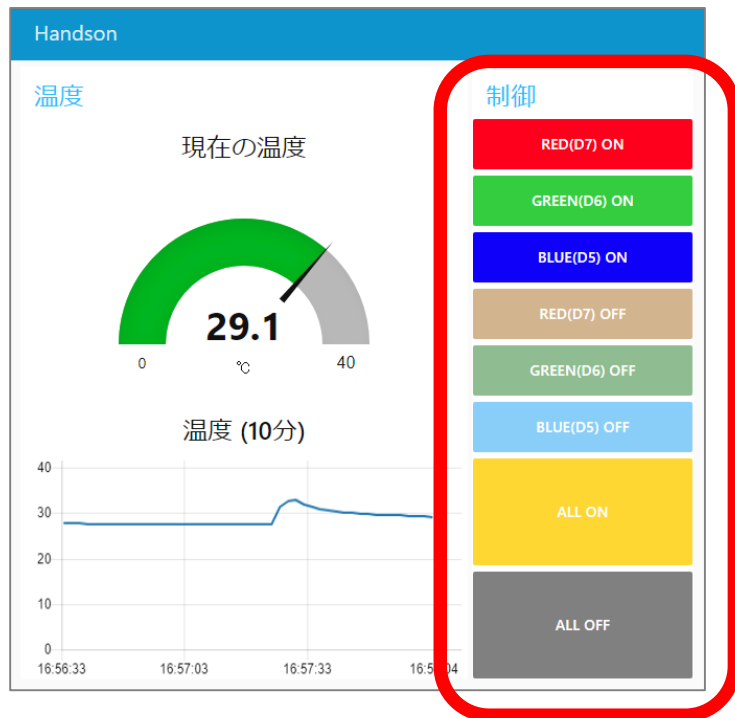 Handson
温度
現在の温度
29.1
0
℃
40
温度 (10分)
40
30
20
10
0
16:56:33
16:57:03
16:57:33
制御
RED(D7) ON
GREEN(D6) ON
BLUE(D5) ON
RED(D7) OFF
GREEN(D6) OFF
BLUE(D5) OFF
ALL ON
ALL OFF